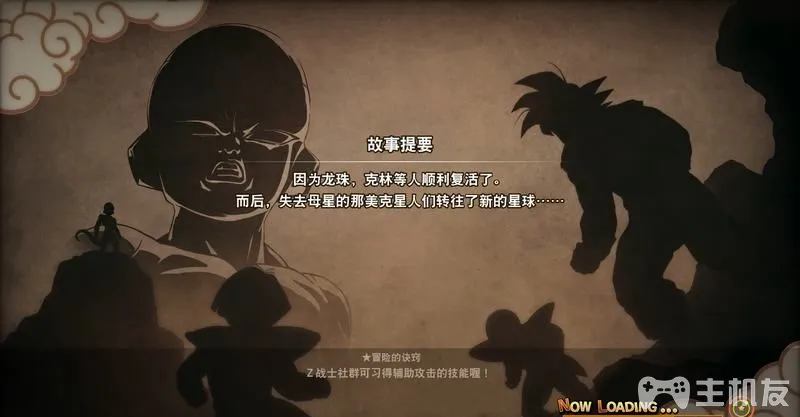 故事提要
因为龙珠，克林等人顺利复活了。
而后，失去母星的那美克星人们转往了新的星球……
★冒险的诀窍
Z战士社群可习得辅助攻击的技能喔！
NOW LOADING ...
主机友